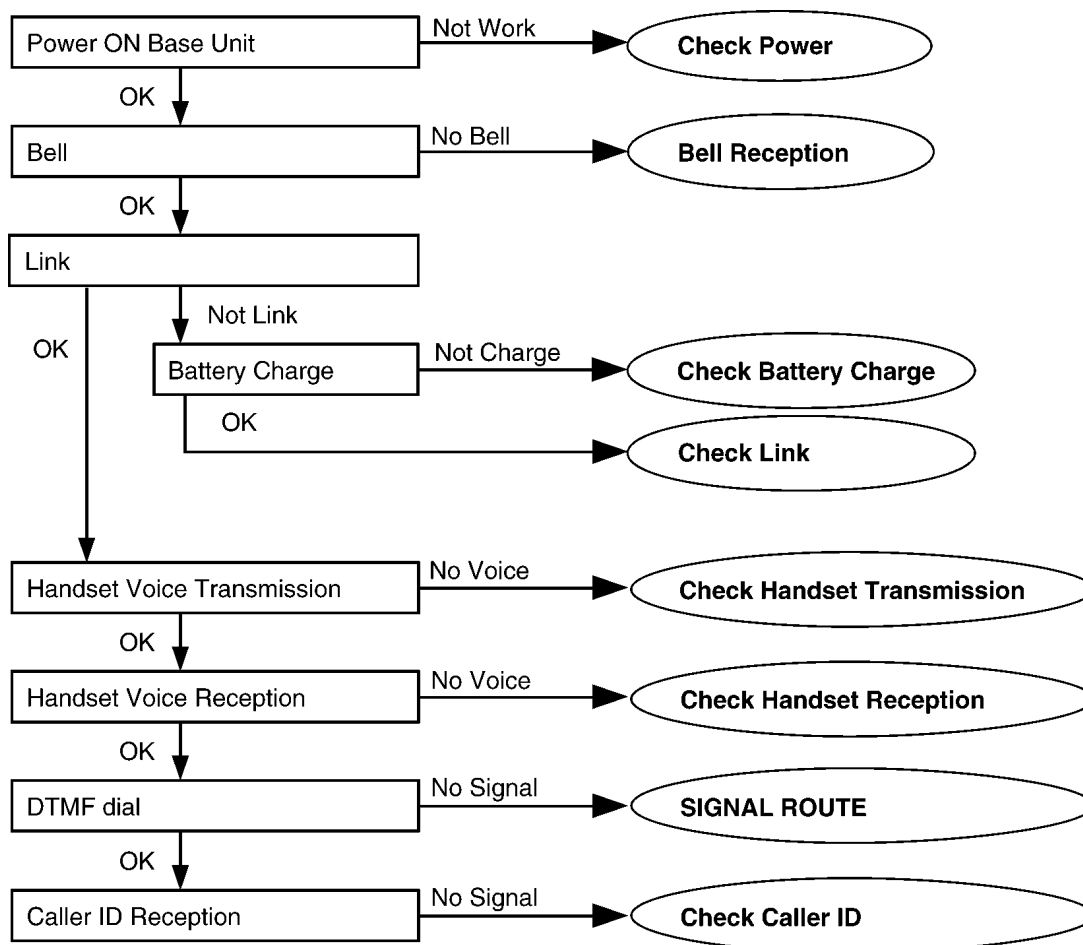 Power ON Base Unit
Not Work
Check Power
OK
Bell
No Bell
Bell Reception
OK
Link
Not Link
OK
Battery Charge
Not Charge
Check Battery Charge
OK
Check Link
Handset Voice Transmission
No Voice
Check Handset Transmission
OK
Handset Voice Reception
No Voice
Check Handset Reception
OK
DTMF dial
No Signal
SIGNAL ROUTE
OK
Caller ID Reception
No Signal
Check Caller ID